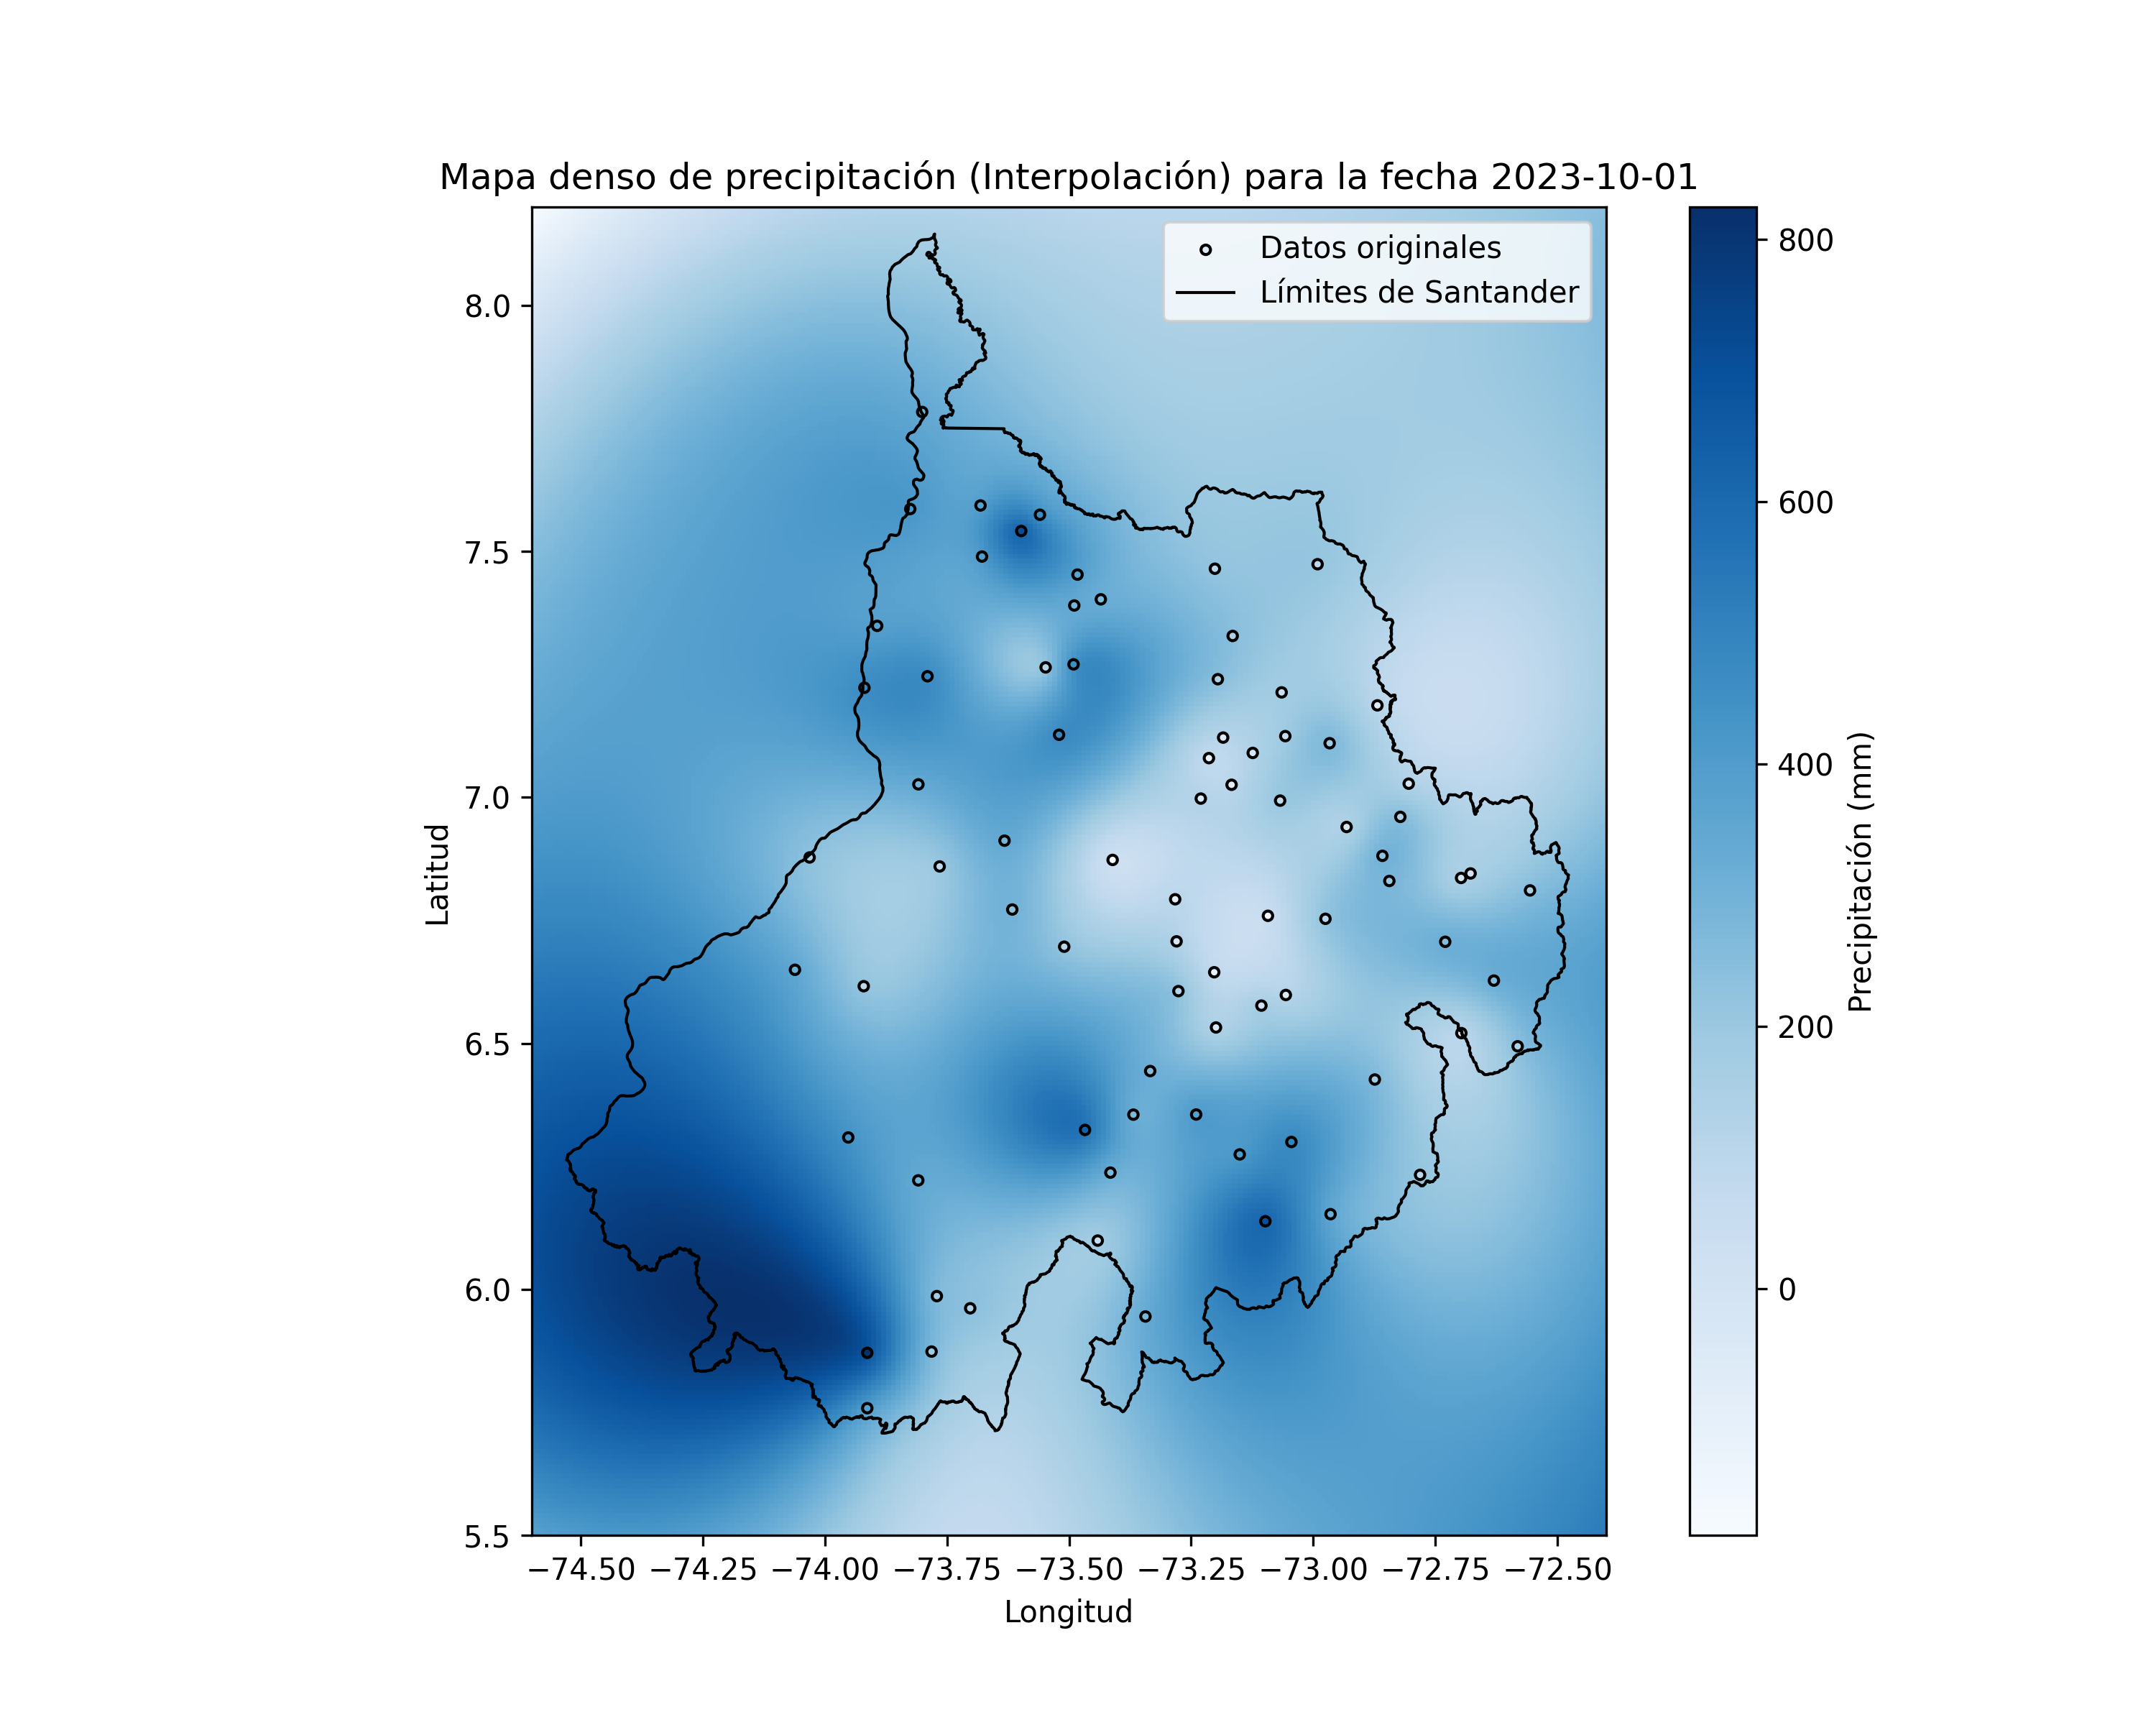 Mapa denso de precipitación (Interpolación) para la fecha 2023-10-01
Datos originales
Límites de Santander
8.0
7.5
7.0
6.5
6.0
5.5
Latitud
−74.50 −74.25 −74.00 −73.75 −73.50 −73.25 −73.00 −72.75 −72.50
Longitud
800
600
400
200
0
Precipitación (mm)